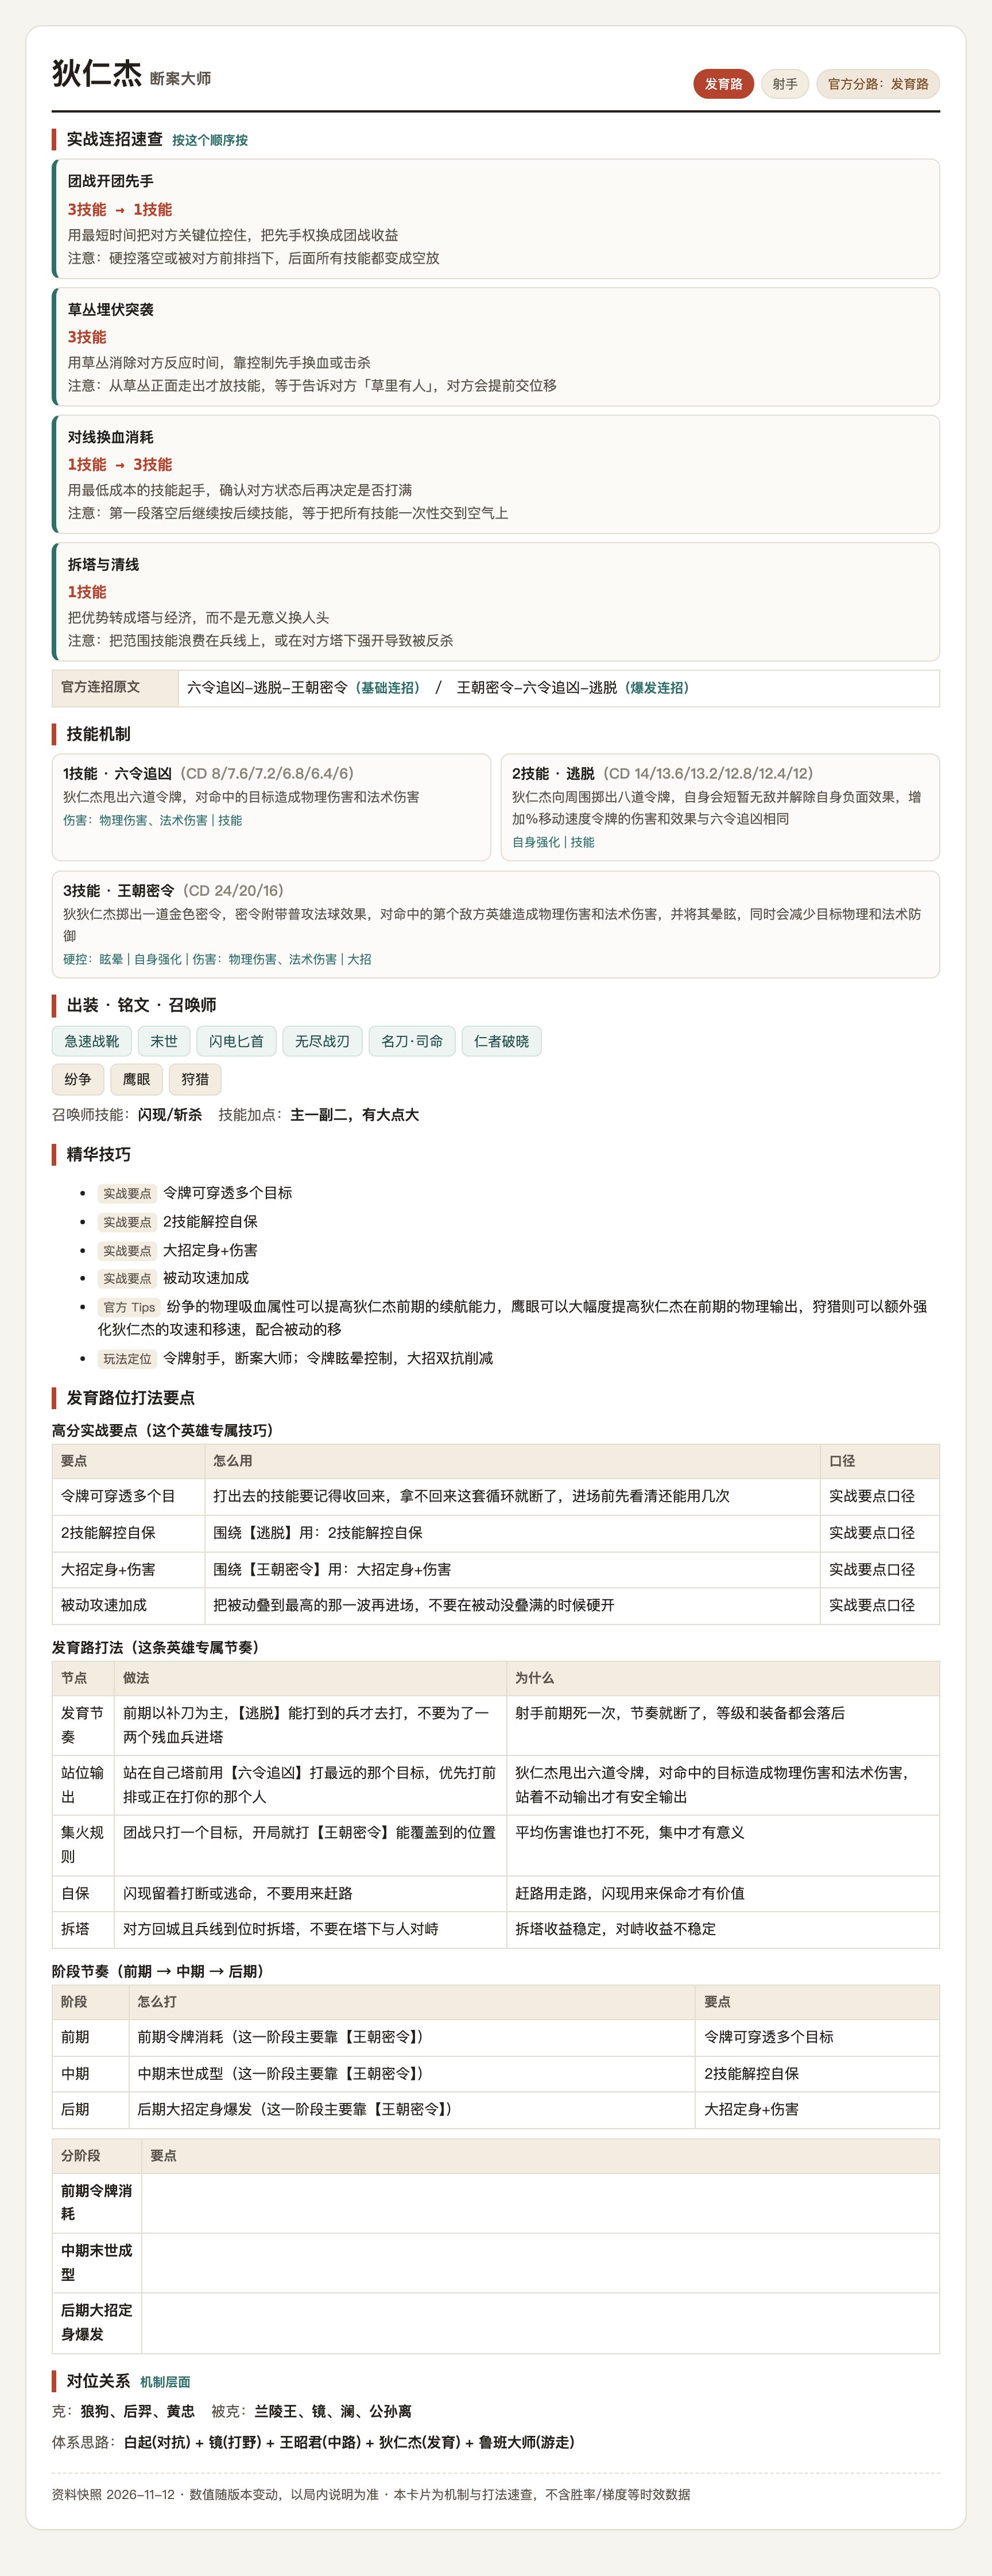 狄仁杰 断案大师
发育路 射手 官方分路：发育路
实战连招速查 按这个顺序按
团战开团先手
3技能 → 1技能
用最短时间把对方关键位控住，把先手权换成团战收益
注意：硬控落空或被对方前排挡下，后面所有技能都变成空放
草丛埋伏突袭
3技能
用草丛消除对方反应时间，靠控制先手换血或击杀
注意：从草丛正面走出才放技能，等于告诉对方「草里有人」，对方会提前交位移
对线换血消耗
1技能 → 3技能
用最低成本的技能起手，确认对方状态后再决定是否打满
注意：第一段落空后继续按后续技能，等于把所有技能一次性交到空气上
拆塔与清线
1技能
把优势转成塔与经济，而不是无意义换人头
注意：把范围技能浪费在兵线上，或在对方塔下强开导致被反杀
官方连招原文 六令追凶–逃脱–王朝密令（基础连招） / 王朝密令–六令追凶–逃脱（爆发连招）
技能机制
1技能 · 六令追凶（CD 8/7.6/7.2/6.8/6.4/6）
狄仁杰甩出六道令牌，对命中的目标造成物理伤害和法术伤害
伤害：物理伤害、法术伤害 | 技能
2技能 · 逃脱（CD 14/13.6/13.2/12.8/12.4/12）
狄仁杰向周围掷出八道令牌，自身会短暂无敌并解除自身负面效果，增
加%移动速度令牌的伤害和效果与六令追凶相同
自身强化 | 技能
3技能 · 王朝密令（CD 24/20/16）
狄狄仁杰掷出一道金色密令，密令附带普攻法球效果，对命中的第个敌方英雄造成物理伤害和法术伤害，并将其晕眩，同时会减少目标物理和法术防
御
硬控：眩晕 | 自身强化 | 伤害：物理伤害、法术伤害 | 大招
出装 · 铭文 · 召唤师
急速战靴 末世 闪电匕首 无尽战刃 名刀·司命 仁者破晓
纷争 鹰眼 狩猎
召唤师技能：闪现/斩杀 技能加点：主一副二，有大点大
精华技巧
• 实战要点 令牌可穿透多个目标
• 实战要点 2技能解控自保
• 实战要点 大招定身+伤害
• 实战要点 被动攻速加成
• 官方 Tips 纷争的物理吸血属性可以提高狄仁杰前期的续航能力，鹰眼可以大幅度提高狄仁杰在前期的物理输出，狩猎则可以额外强
化狄仁杰的攻速和移速，配合被动的移
• 玩法定位 令牌射手，断案大师；令牌眩晕控制，大招双抗削减
发育路位打法要点
高分实战要点（这个英雄专属技巧）
要点 怎么用 口径
令牌可穿透多个目 打出去的技能要记得收回来，拿不回来这套循环就断了，进场前先看清还能用几次 实战要点口径
2技能解控自保 围绕【逃脱】用：2技能解控自保 实战要点口径
大招定身+伤害 围绕【王朝密令】用：大招定身+伤害 实战要点口径
被动攻速加成 把被动叠到最高的那一波再进场，不要在被动没叠满的时候硬开 实战要点口径
发育路打法（这条英雄专属节奏）
节点 做法 为什么
发育节 前期以补刀为主，【逃脱】能打到的兵才去打，不要为了一 射手前期死一次，节奏就断了，等级和装备都会落后
奏 两个残血兵进塔
站位输 站在自己塔前用【六令追凶】打最远的那个目标，优先打前 狄仁杰甩出六道令牌，对命中的目标造成物理伤害和法术伤害，
出 排或正在打你的那个人 站着不动输出才有安全输出
集火规 团战只打一个目标，开局就打【王朝密令】能覆盖到的位置 平均伤害谁也打不死，集中才有意义
则
自保 闪现留着打断或逃命，不要用来赶路 赶路用走路，闪现用来保命才有价值
拆塔 对方回城且兵线到位时拆塔，不要在塔下与人对峙 拆塔收益稳定，对峙收益不稳定
阶段节奏（前期 → 中期 → 后期）
阶段 怎么打 要点
前期 前期令牌消耗（这一阶段主要靠【王朝密令】） 令牌可穿透多个目标
中期 中期末世成型（这一阶段主要靠【王朝密令】） 2技能解控自保
后期 后期大招定身爆发（这一阶段主要靠【王朝密令】） 大招定身+伤害
分阶段 要点
前期令牌消
耗
中期末世成
型
后期大招定
身爆发
对位关系 机制层面
克：狼狗、后羿、黄忠 被克：兰陵王、镜、澜、公孙离
体系思路：白起(对抗) + 镜(打野) + 王昭君(中路) + 狄仁杰(发育) + 鲁班大师(游走)
资料快照 2026–11–12 · 数值随版本变动，以局内说明为准 · 本卡片为机制与打法速查，不含胜率/梯度等时效数据